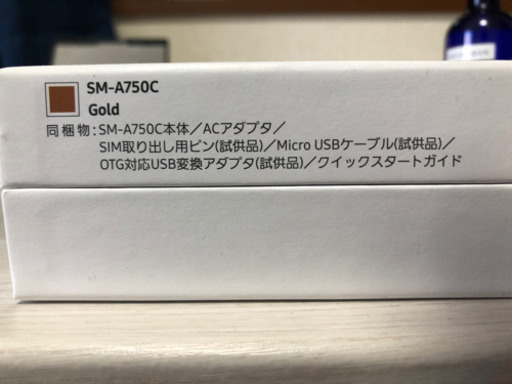 SM-A750C
Gold
同梱物:SM-A750C本体/ACアダプタ/
SIM取り出し用ピン(試供品)/Micro USBケーブル(試供品)/
OTG対応USB変換アダプタ(試供品)/クイックスタートガイド